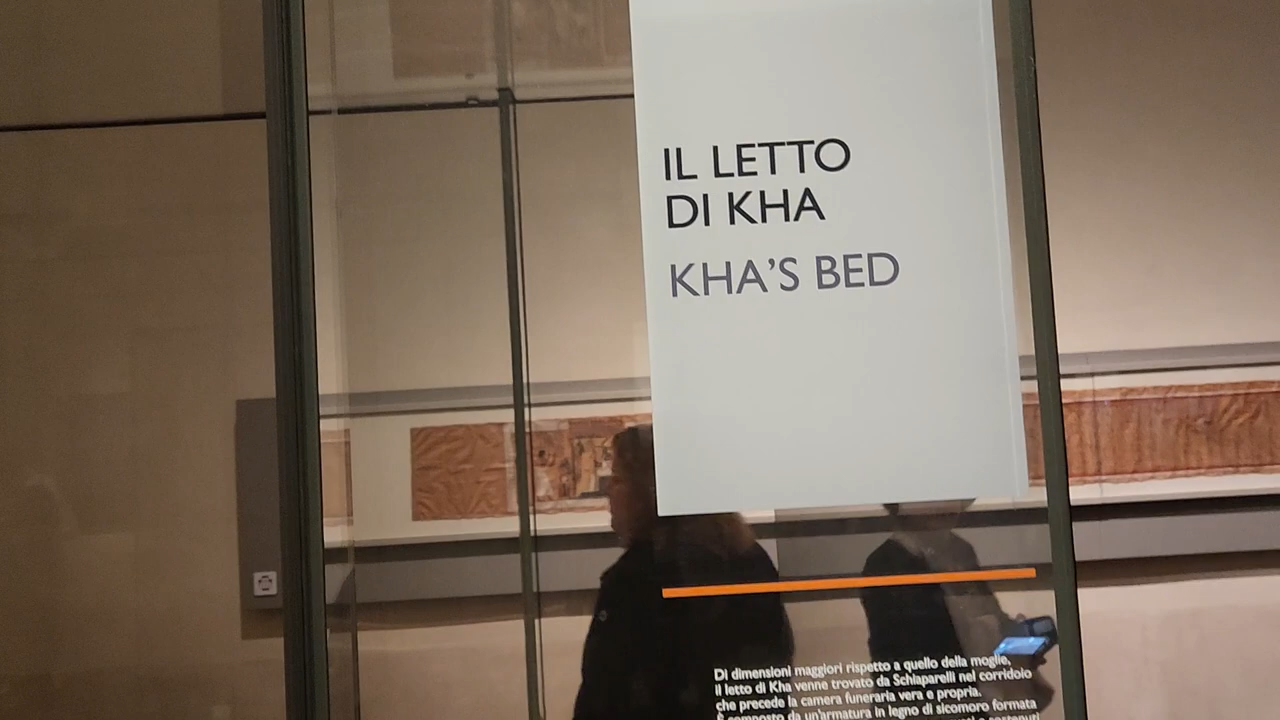 IL LETTO
DI KHA
KHA'S BED
Di dimensioni maggiori rispetto a quello della moglie,
il letto di Kha venne trovato da Schiaparelli nel corridoio
che precede la camera funeraria vera e propria.
È composto da un'armatura in legno di sicomoro formata